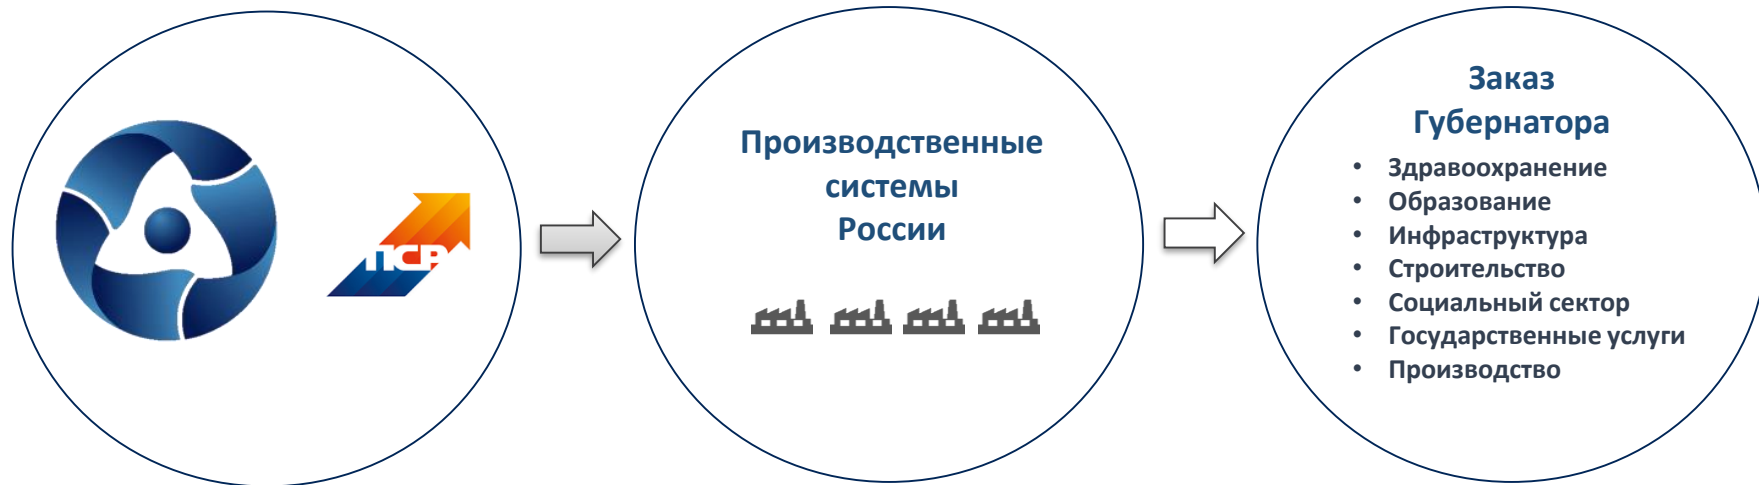 ПСР
Производственные
системы
России
Заказ
Губернатора
• Здравоохранение
• Образование
• Инфраструктура
• Строительство
• Социальный сектор
• Государственные услуги
• Производство